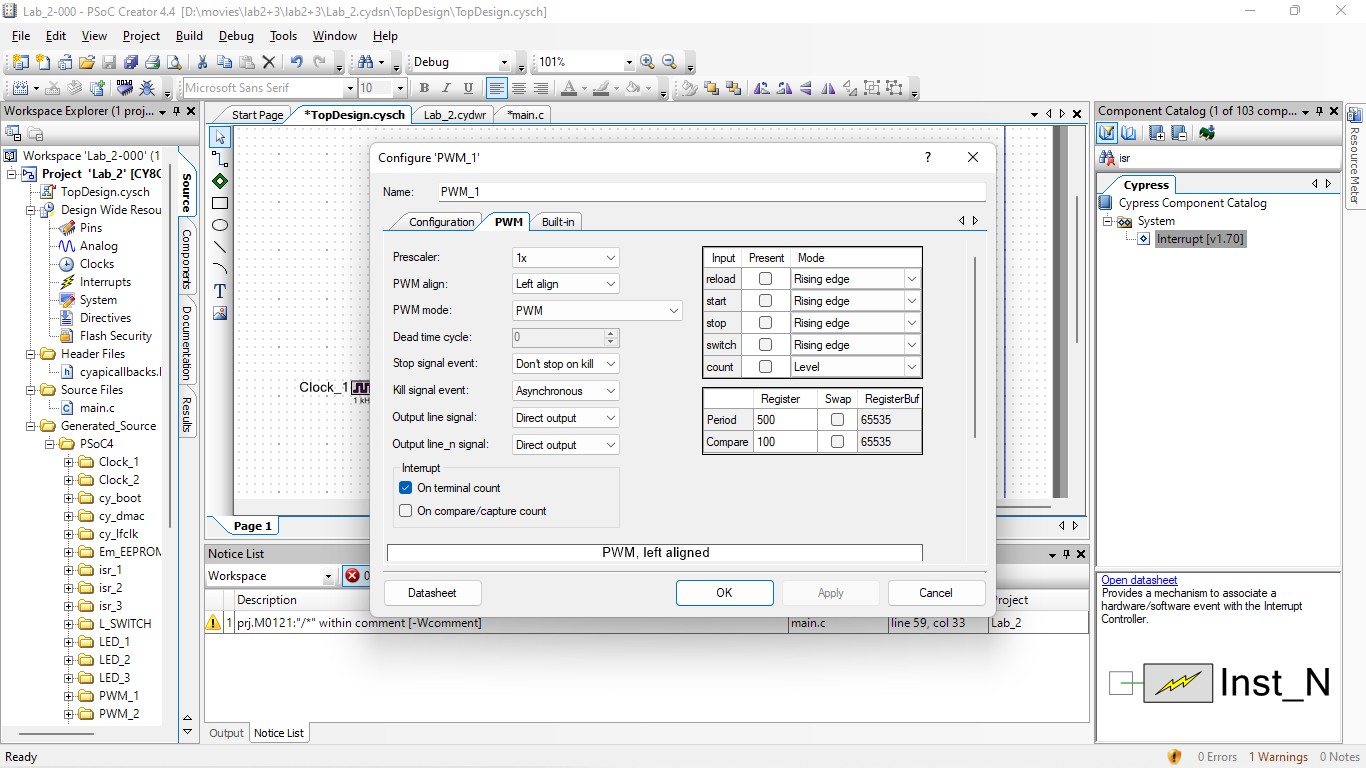 Lab_2-000 - PSoC Creator 4.4 [D:\movies\lab2+3\lab2+3\Lab_2.cydsn\TopDesign\TopDesign.cysch]
File Edit View Project Build Debug Tools Window Help
Debug 101%
Microsoft Sans Serif 10 B I U
Workspace Explorer (1 proj...
Workspace 'Lab_2-000' (1
Project 'Lab_2' [CY8C
TopDesign.cysch
Design Wide Resou
Pins
Analog
Clocks
Interrupts
System
Directives
Flash Security
Header Files
cyapicallbacks.l
Source Files
main.c
Generated_Source
PSoC4
Clock_1
Clock_2
cy_boot
cy_dmac
cy_lfclk
Em_EEPROM
isr_1
isr_2
isr_3
L_SWITCH
LED_1
LED_2
LED_3
PWM_1
PWM_2
Source
Components
Documentation
Results
Start Page *TopDesign.cysch Lab_2.cydwr *main.c
T
Clock_1
1 kH
Page 1
Configure 'PWM_1'
?
Name: PWM_1
Configuration PWM Built-in
Prescaler: 1x
PWM align: Left align
PWM mode: PWM
Dead time cycle: 0
Stop signal event: Don't stop on kill
Kill signal event: Asynchronous
Output line signal: Direct output
Output line_n signal: Direct output
Interrupt
On terminal count
On compare/capture count
Input Present Mode
reload Rising edge
start Rising edge
stop Rising edge
switch Rising edge
count Level
Register Swap RegisterBuf
Period 500 65535
Compare 100 65535
PWM, left aligned
Datasheet OK Apply Cancel
Notice List
Workspace 0
Description roject
1 prj.M0121:"/*" within comment [-Wcomment] main.c line 59, col 33 Lab_2
Output Notice List
Component Catalog (1 of 103 comp...
isr
Cypress
Cypress Component Catalog
System
Interrupt [v1.70]
Open datasheet
Provides a mechanism to associate a
hardware/software event with the Interrupt
Controller.
Inst_N
Resource Meter
Ready 0 Errors 1 Warnings 0 Notes